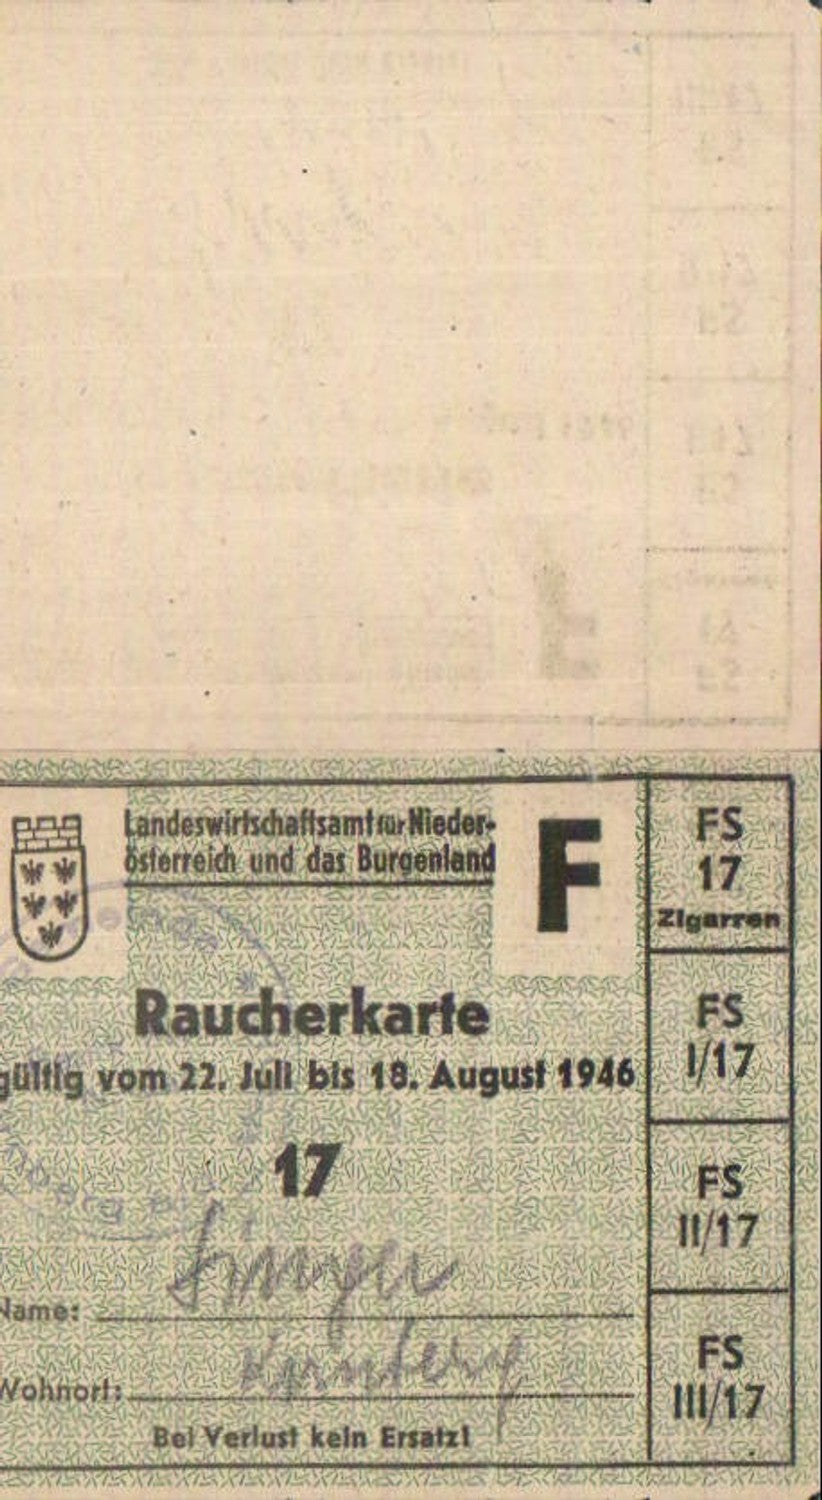 Landeswirtschaftsamt für Nieder-
österreich und das Burgenland
F
Raucherkarte
gültig vom 22. Juli bis 18. August 1946
17
Name:
Wohnort:
Bei Verlust kein Ersatz!
FS
17
Zigarren
FS
I/17
FS
II/17
FS
III/17